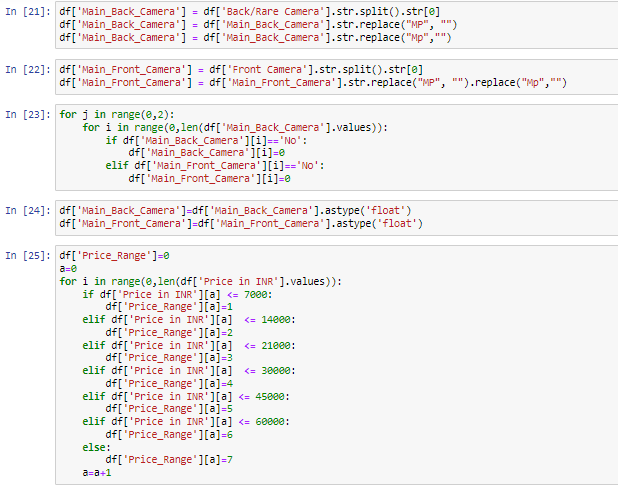 In [21]: df['Main_Back_Camera'] = df['Back/Rare Camera'].str.split().str[0]
df['Main_Back_Camera'] = df['Main_Back_Camera'].str.replace("MP", "")
df['Main_Back_Camera'] = df['Main_Back_Camera'].str.replace("Mp","")
In [22]: df['Main_Front_Camera'] = df['Front Camera'].str.split().str[0]
df['Main_Front_Camera'] = df['Main_Front_Camera'].str.replace("MP", "").replace("Mp","")
In [23]: for j in range(0,2):
    for i in range(0,len(df['Main_Back_Camera'].values)):
        if df['Main_Back_Camera'][i]=='No':
            df['Main_Back_Camera'][i]=0
        elif df['Main_Front_Camera'][i]=='No':
            df['Main_Front_Camera'][i]=0
In [24]: df['Main_Back_Camera']=df['Main_Back_Camera'].astype('float')
df['Main_Front_Camera']=df['Main_Front_Camera'].astype('float')
In [25]: df['Price_Range']=0
a=0
for i in range(0,len(df['Price in INR'].values)):
    if df['Price in INR'][a] <= 7000:
        df['Price_Range'][a]=1
    elif df['Price in INR'][a]  <= 14000:
        df['Price_Range'][a]=2
    elif df['Price in INR'][a]  <= 21000:
        df['Price_Range'][a]=3
    elif df['Price in INR'][a]  <= 30000:
        df['Price_Range'][a]=4
    elif df['Price in INR'][a] <= 45000:
        df['Price_Range'][a]=5
    elif df['Price in INR'][a] <= 60000:
        df['Price_Range'][a]=6
    else:
        df['Price_Range'][a]=7
    a=a+1